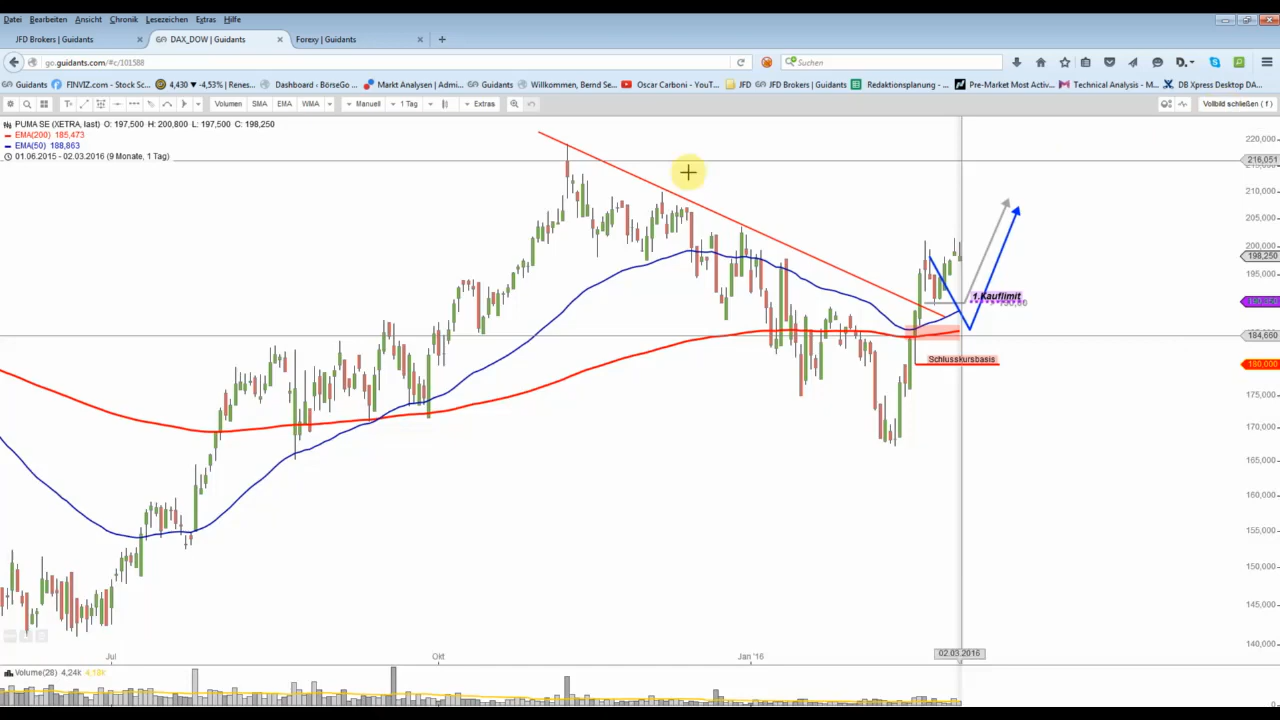 Datei Bearbeiten Ansicht Chronik Lesezeichen Extras Hilfe
JFD Brokers | Guidants DAX_DOW | Guidants Forexy | Guidants
go.guidants.com/#c/101588 Suchen
Guidants FINVIZ.com - Stock Sc... 4,430 ▾ -4,53% | Renes... Dashboard ‹ BörseGo ... Markt Analysen | Admi... Guidants Willkommen, Bernd Se... Oscar Carboni - YouT... JFD JFD Brokers | Guidants Redaktionsplanung - ... Pre-Market Most Activ... Technical Analysis - M... DB Xpress Desktop DA...
Volumen SMA EMA WMA Manuell 1 Tag Extras Vollbild schließen ( f )
PUMA SE (XETRA, last) O: 197,500 H: 200,800 L: 197,500 C: 198,250
EMA(200) 185,473
EMA(50) 188,863
01.06.2015 - 02.03.2016 (9 Monate, 1 Tag)
220,000
216,051
210,000
205,000
200,000
198,250
195,000
1.Kauflimit
184,660
Schlusskursbasis
180,000
175,000
170,000
165,000
160,000
155,000
150,000
145,000
140,000
Jul Okt Jan '16 02.03.2016
Volume(28) 4,24k 4,18k
0